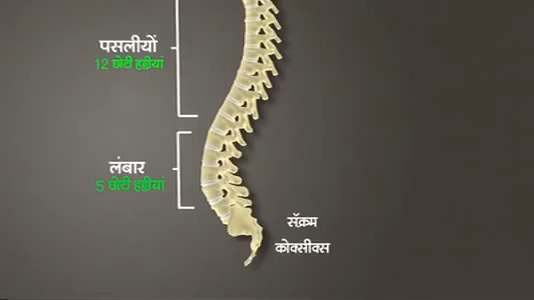 पसलीयों
12 छोटी हड्डीयां
लंबार
5 छोटी हड्डीयां
सॅक्रम
कोक्सीक्स